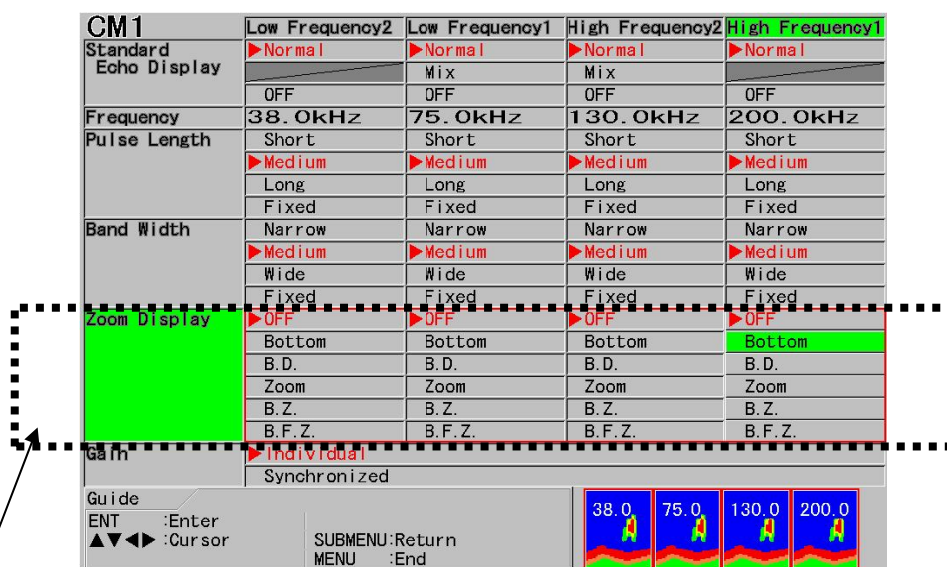 CM1 Low Frequency2 Low Frequency1 High Frequency2 High Frequency1
Standard ▶Normal ▶Normal ▶Normal ▶Normal
Echo Display Mix Mix
OFF OFF OFF OFF
Frequency 38.0kHz 75.0kHz 130.0kHz 200.0kHz
Pulse Length Short Short Short Short
▶Medium ▶Medium ▶Medium ▶Medium
Long Long Long Long
Fixed Fixed Fixed Fixed
Band Width Narrow Narrow Narrow Narrow
▶Medium ▶Medium ▶Medium ▶Medium
Wide Wide Wide Wide
Fixed Fixed Fixed Fixed
Zoom Display ▶OFF ▶OFF ▶OFF ▶OFF
Bottom Bottom Bottom Bottom
B.D. B.D. B.D. B.D.
Zoom Zoom Zoom Zoom
B.Z. B.Z. B.Z. B.Z.
B.F.Z. B.F.Z. B.F.Z. B.F.Z.
Gain ▶Individual
Synchronized
Guide
ENT :Enter
▲▼◀▶ :Cursor SUBMENU:Return
MENU :End
38.0 75.0 130.0 200.0